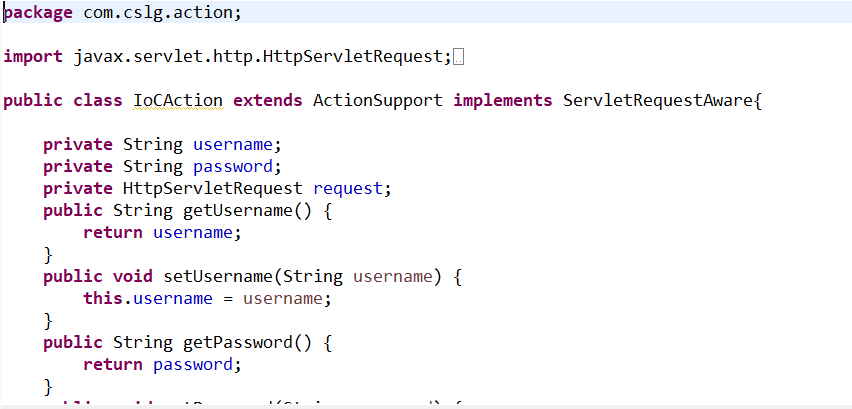 package com.cslg.action;
import javax.servlet.http.HttpServletRequest;
public class IoCAction extends ActionSupport implements ServletRequestAware{
private String username;
private String password;
private HttpServletRequest request;
public String getUsername() {
return username;
}
public void setUsername(String username) {
this.username = username;
}
public String getPassword() {
return password;
}